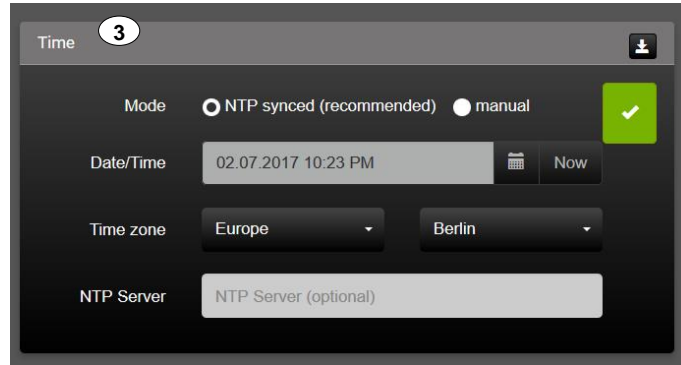 Time 3
Mode NTP synced (recommended) manual
Date/Time 02.07.2017 10:23 PM Now
Time zone Europe Berlin
NTP Server NTP Server (optional)